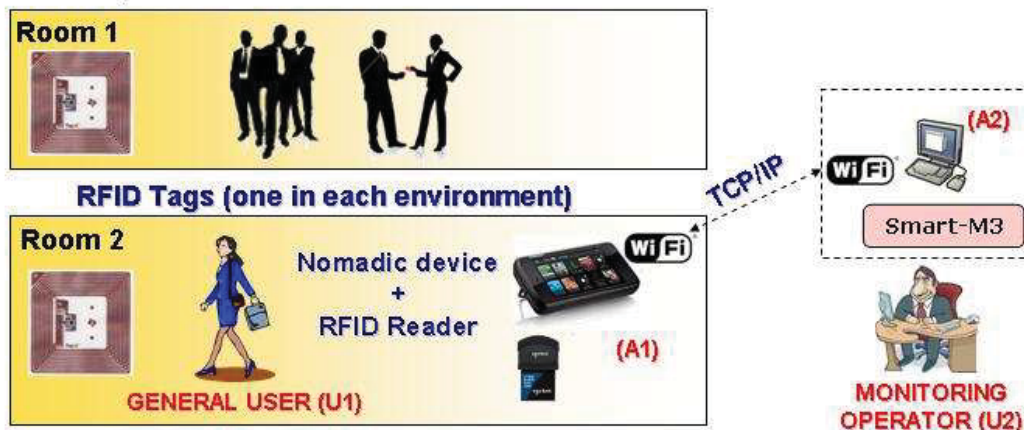 Room 1
RFID Tags (one in each environment)
Room 2
Nomadic device
+
RFID Reader
GENERAL USER (U1)
WiFi
(A1)
TCP/IP
WiFi
(A2)
Smart-M3
MONITORING
OPERATOR (U2)